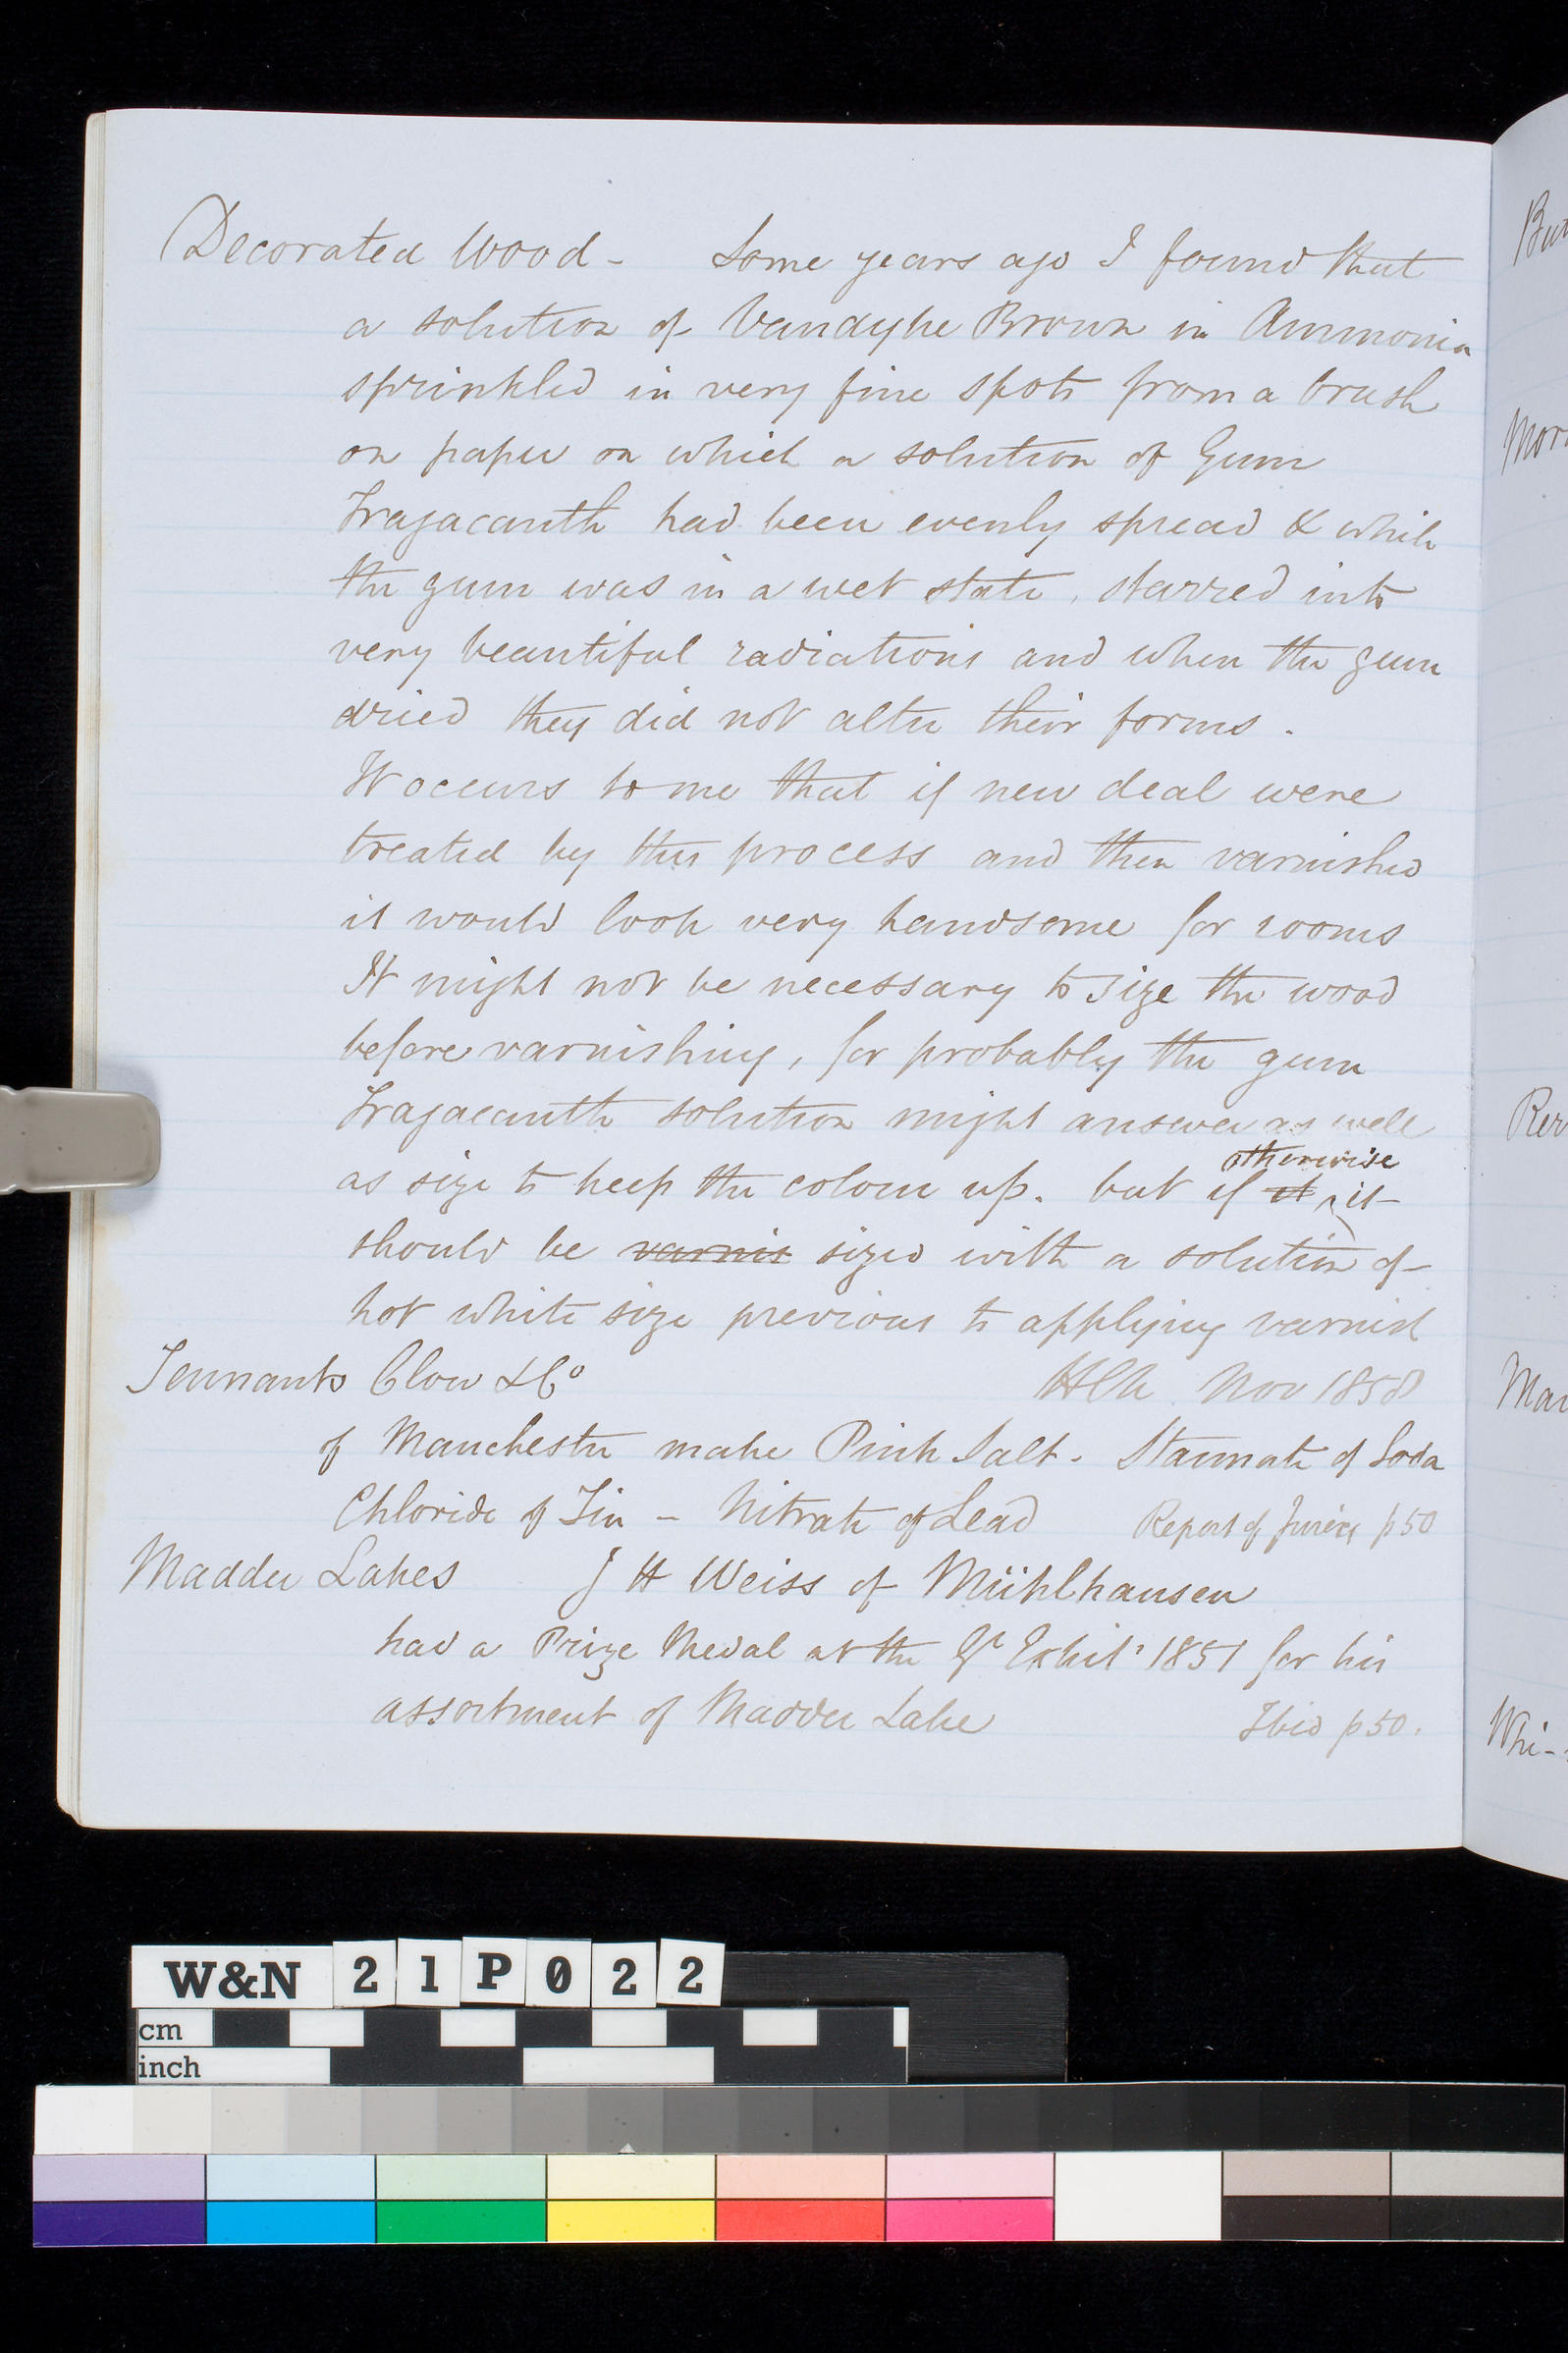 Decorated Wood - Some years ago I found that
a solution of Vandyke Brown in Ammonia
sprinkled in very fine spots from a brush
on paper on which a solution of Gum
Tragacanth had been evenly spread & while
the gum was in a wet state, starred into
very beautiful radiations and when the gum
dried they did not alter their forms.
It occurs to me that if new deal were
treated by this process and then varnished
it would look very handsome for rooms
It might not be necessary to size the wood
before varnishing, for probably the gum
Tragacanth solution might answer as well
otherwise
as size to keep the colour up. but if it it
should be varnis sized with a solution of
hot white size previous to applying varnish
Tennants Clow & Co
Nov 1858
of Manchester make Pink Salt. Stannate of Soda
Chloride of Tin - Nitrate of Lead Report of Juries p 50
Madder Lakes J H Weiss of Mühlhausen
had a Prize Medal at the Gt Exhibn 1851 for his
assortment of Madder Lake Ibid p 50.
Mor
Rer
Whi-
W&N 21P022
cm
inch